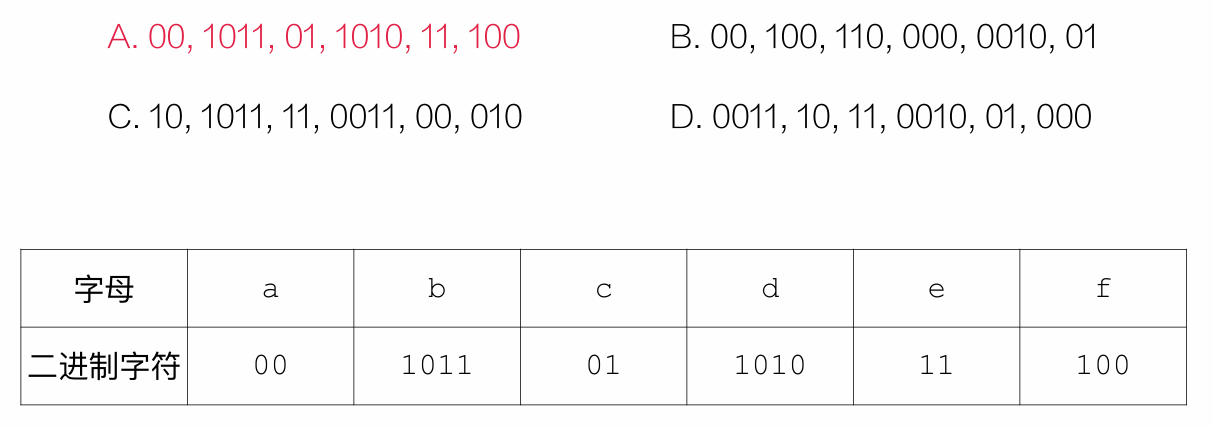 A. 00, 1011, 01, 1010, 11, 100 B. 00, 100, 110, 000, 0010, 01
C. 10, 1011, 11, 0011, 00, 010 D. 0011, 10, 11, 0010, 01, 000
字母 a b c d e f
二进制字符 00 1011 01 1010 11 100